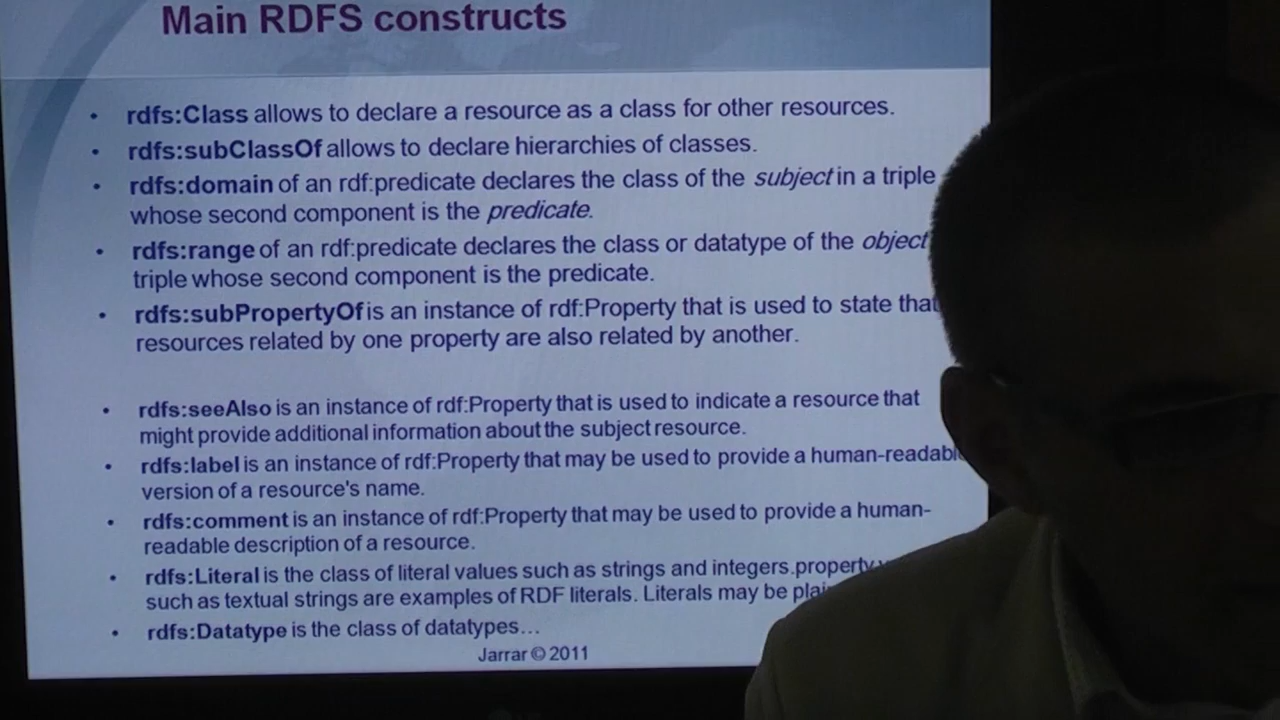 Main RDFS constructs
• rdfs:Class allows to declare a resource as a class for other resources.
• rdfs:subClassOf allows to declare hierarchies of classes.
• rdfs:domain of an rdf:predicate declares the class of the subject in a triple
whose second component is the predicate.
• rdfs:range of an rdf:predicate declares the class or datatype of the object
triple whose second component is the predicate.
• rdfs:subPropertyOf is an instance of rdf:Property that is used to state that
resources related by one property are also related by another.
• rdfs:seeAlso is an instance of rdf:Property that is used to indicate a resource that
might provide additional information about the subject resource.
• rdfs:label is an instance of rdf:Property that may be used to provide a human-readable
version of a resource's name.
• rdfs:comment is an instance of rdf:Property that may be used to provide a human-
readable description of a resource.
• rdfs:Literal is the class of literal values such as strings and integers.property
such as textual strings are examples of RDF literals. Literals may be plain
• rdfs:Datatype is the class of datatypes...
Jarrar © 2011